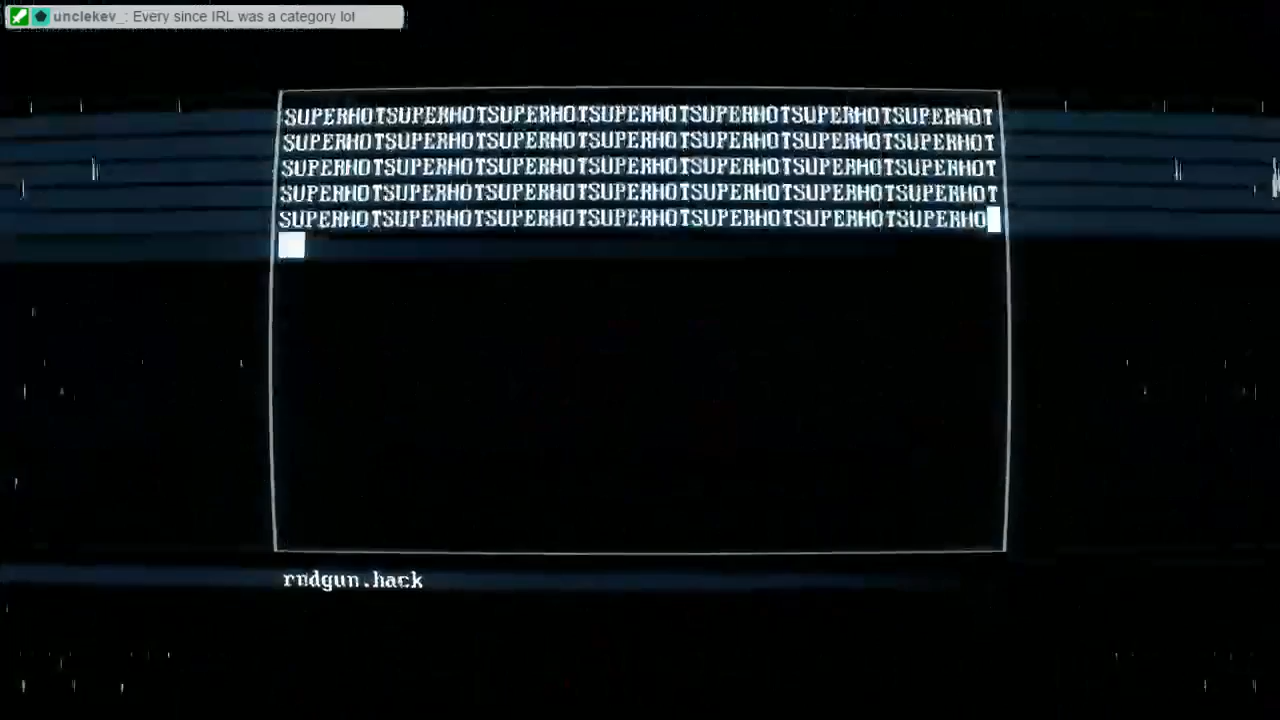 unclekev_: Every since IRL was a category lol
SUPERHOTSUPERHOTSUPERHOTSUPERHOTSUPERHOTSUPERHOTSUPERHOT
SUPERHOTSUPERHOTSUPERHOTSUPERHOTSUPERHOTSUPERHOTSUPERHOT
SUPERHOTSUPERHOTSUPERHOTSUPERHOTSUPERHOTSUPERHOTSUPERHOT
SUPERHOTSUPERHOTSUPERHOTSUPERHOTSUPERHOTSUPERHOTSUPERHOT
SUPERHOTSUPERHOTSUPERHOTSUPERHOTSUPERHOTSUPERHOTSUPERHO
rndgun.hack